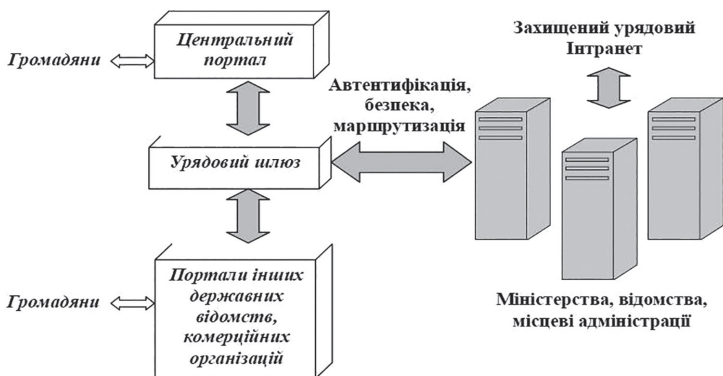 Громадяни
Центральний
портал
Захищений урядовий
Інтранет
Автентифікація,
безпека,
маршрутизація
Урядовий шлюз
Громадяни
Портали інших
державних
відомств,
комерційних
організацій
Міністерства, відомства,
місцеві адміністрації